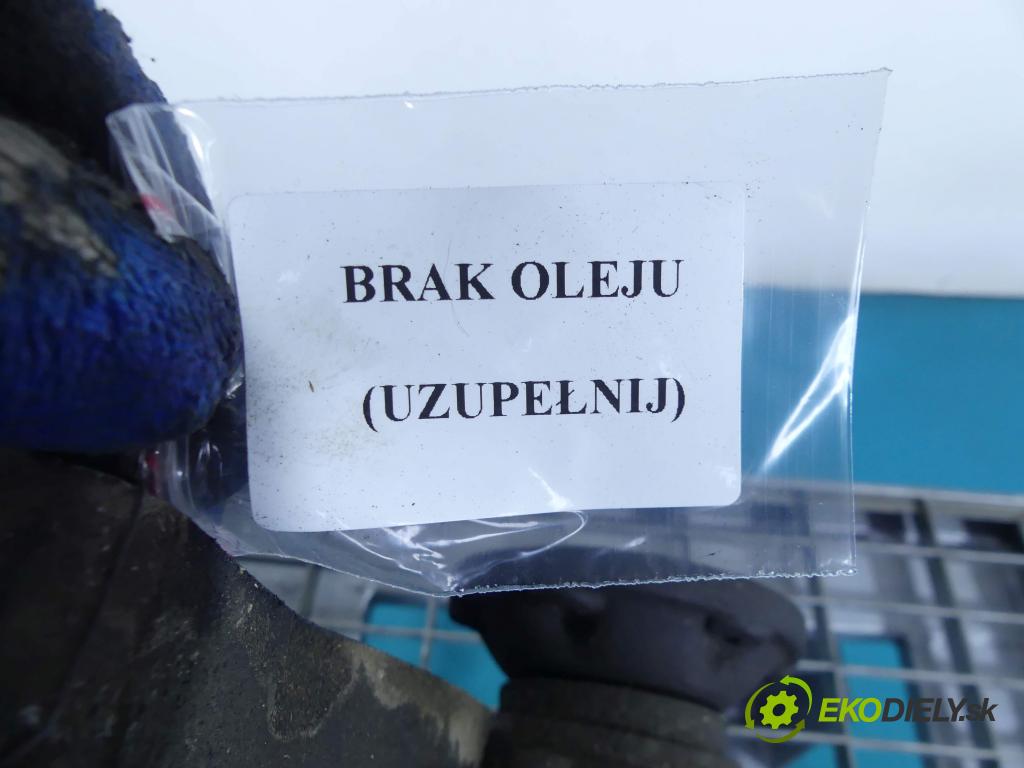 BRAK OLEJU
(UZUPEŁNIJ)
EKODIELY.sk